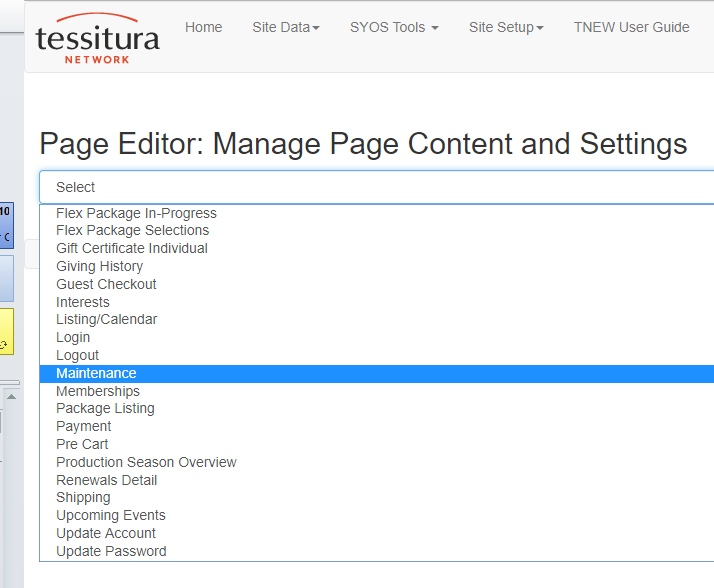 tessitura
NETWORK
Home Site Data SYOS Tools Site Setup TNEW User Guide
Page Editor: Manage Page Content and Settings
Select
10
Flex Package In-Progress
Flex Package Selections
Gift Certificate Individual
Giving History
Guest Checkout
Interests
Listing/Calendar
Login
Logout
Maintenance
Memberships
Package Listing
Payment
Pre Cart
Production Season Overview
Renewals Detail
Shipping
Upcoming Events
Update Account
Update Password